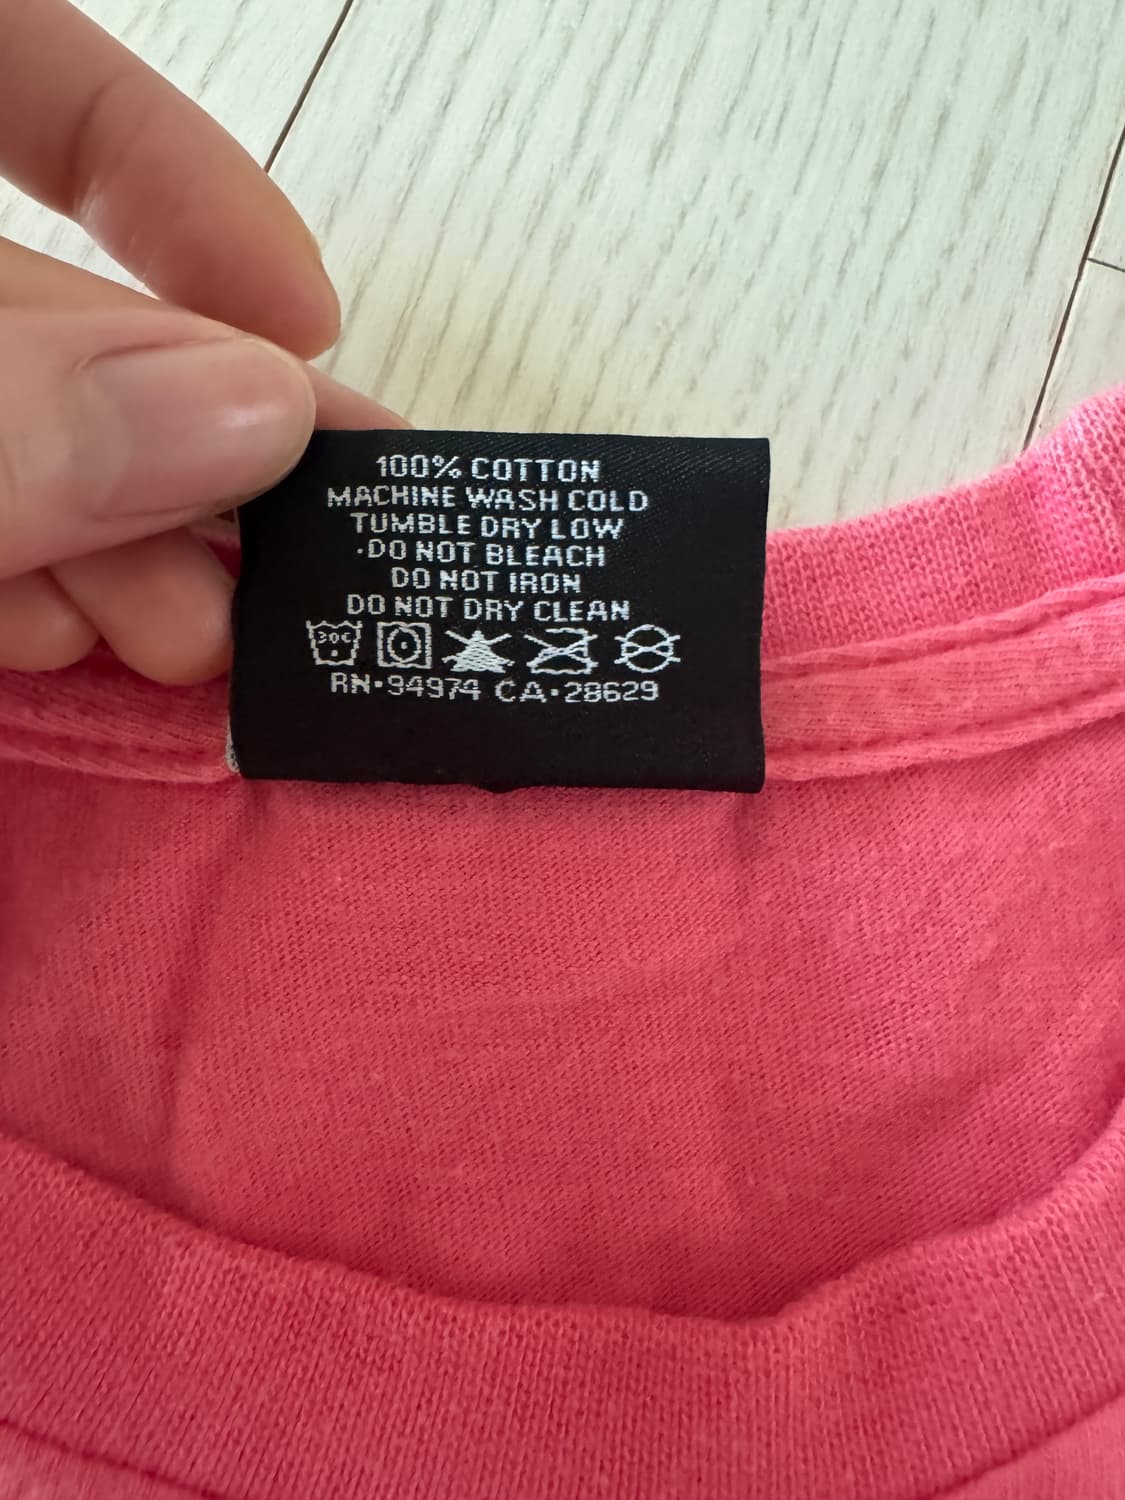 100% COTTON
MACHINE WASH COLD
TUMBLE DRY LOW
·DO NOT BLEACH
DO NOT IRON
DO NOT DRY CLEAN
30C
RN·94974 CA·28629